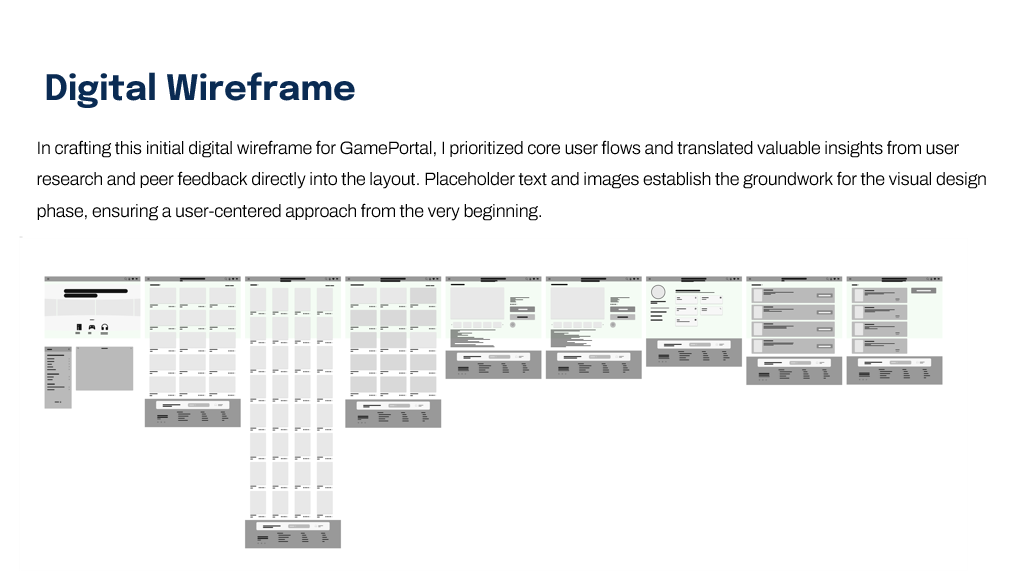 Digital Wireframe
In crafting this initial digital wireframe for GamePortal, I prioritized core user flows and translated valuable insights from user
research and peer feedback directly into the layout. Placeholder text and images establish the groundwork for the visual design
phase, ensuring a user-centered approach from the very beginning.